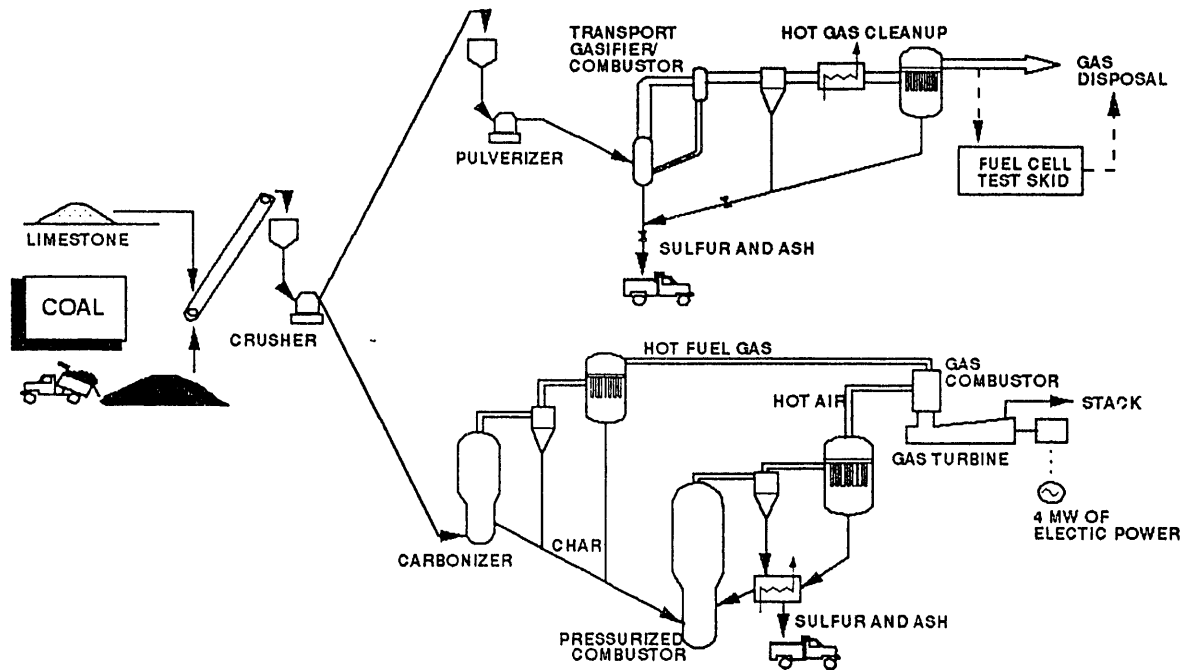 TRANSPORT
GASIFIER/
COMBUSTOR
HOT GAS CLEANUP
GAS
DISPOSAL
PULVERIZER
FUEL CELL
TEST SKID
LIMESTONE
SULFUR AND ASH
COAL
CRUSHER
HOT FUEL GAS
GAS
COMBUSTOR
HOT AIR
STACK
GAS TURBINE
4 MW OF
ELECTIC POWER
CARBONIZER
CHAR
PRESSURIZED
COMBUSTOR
SULFUR AND ASH